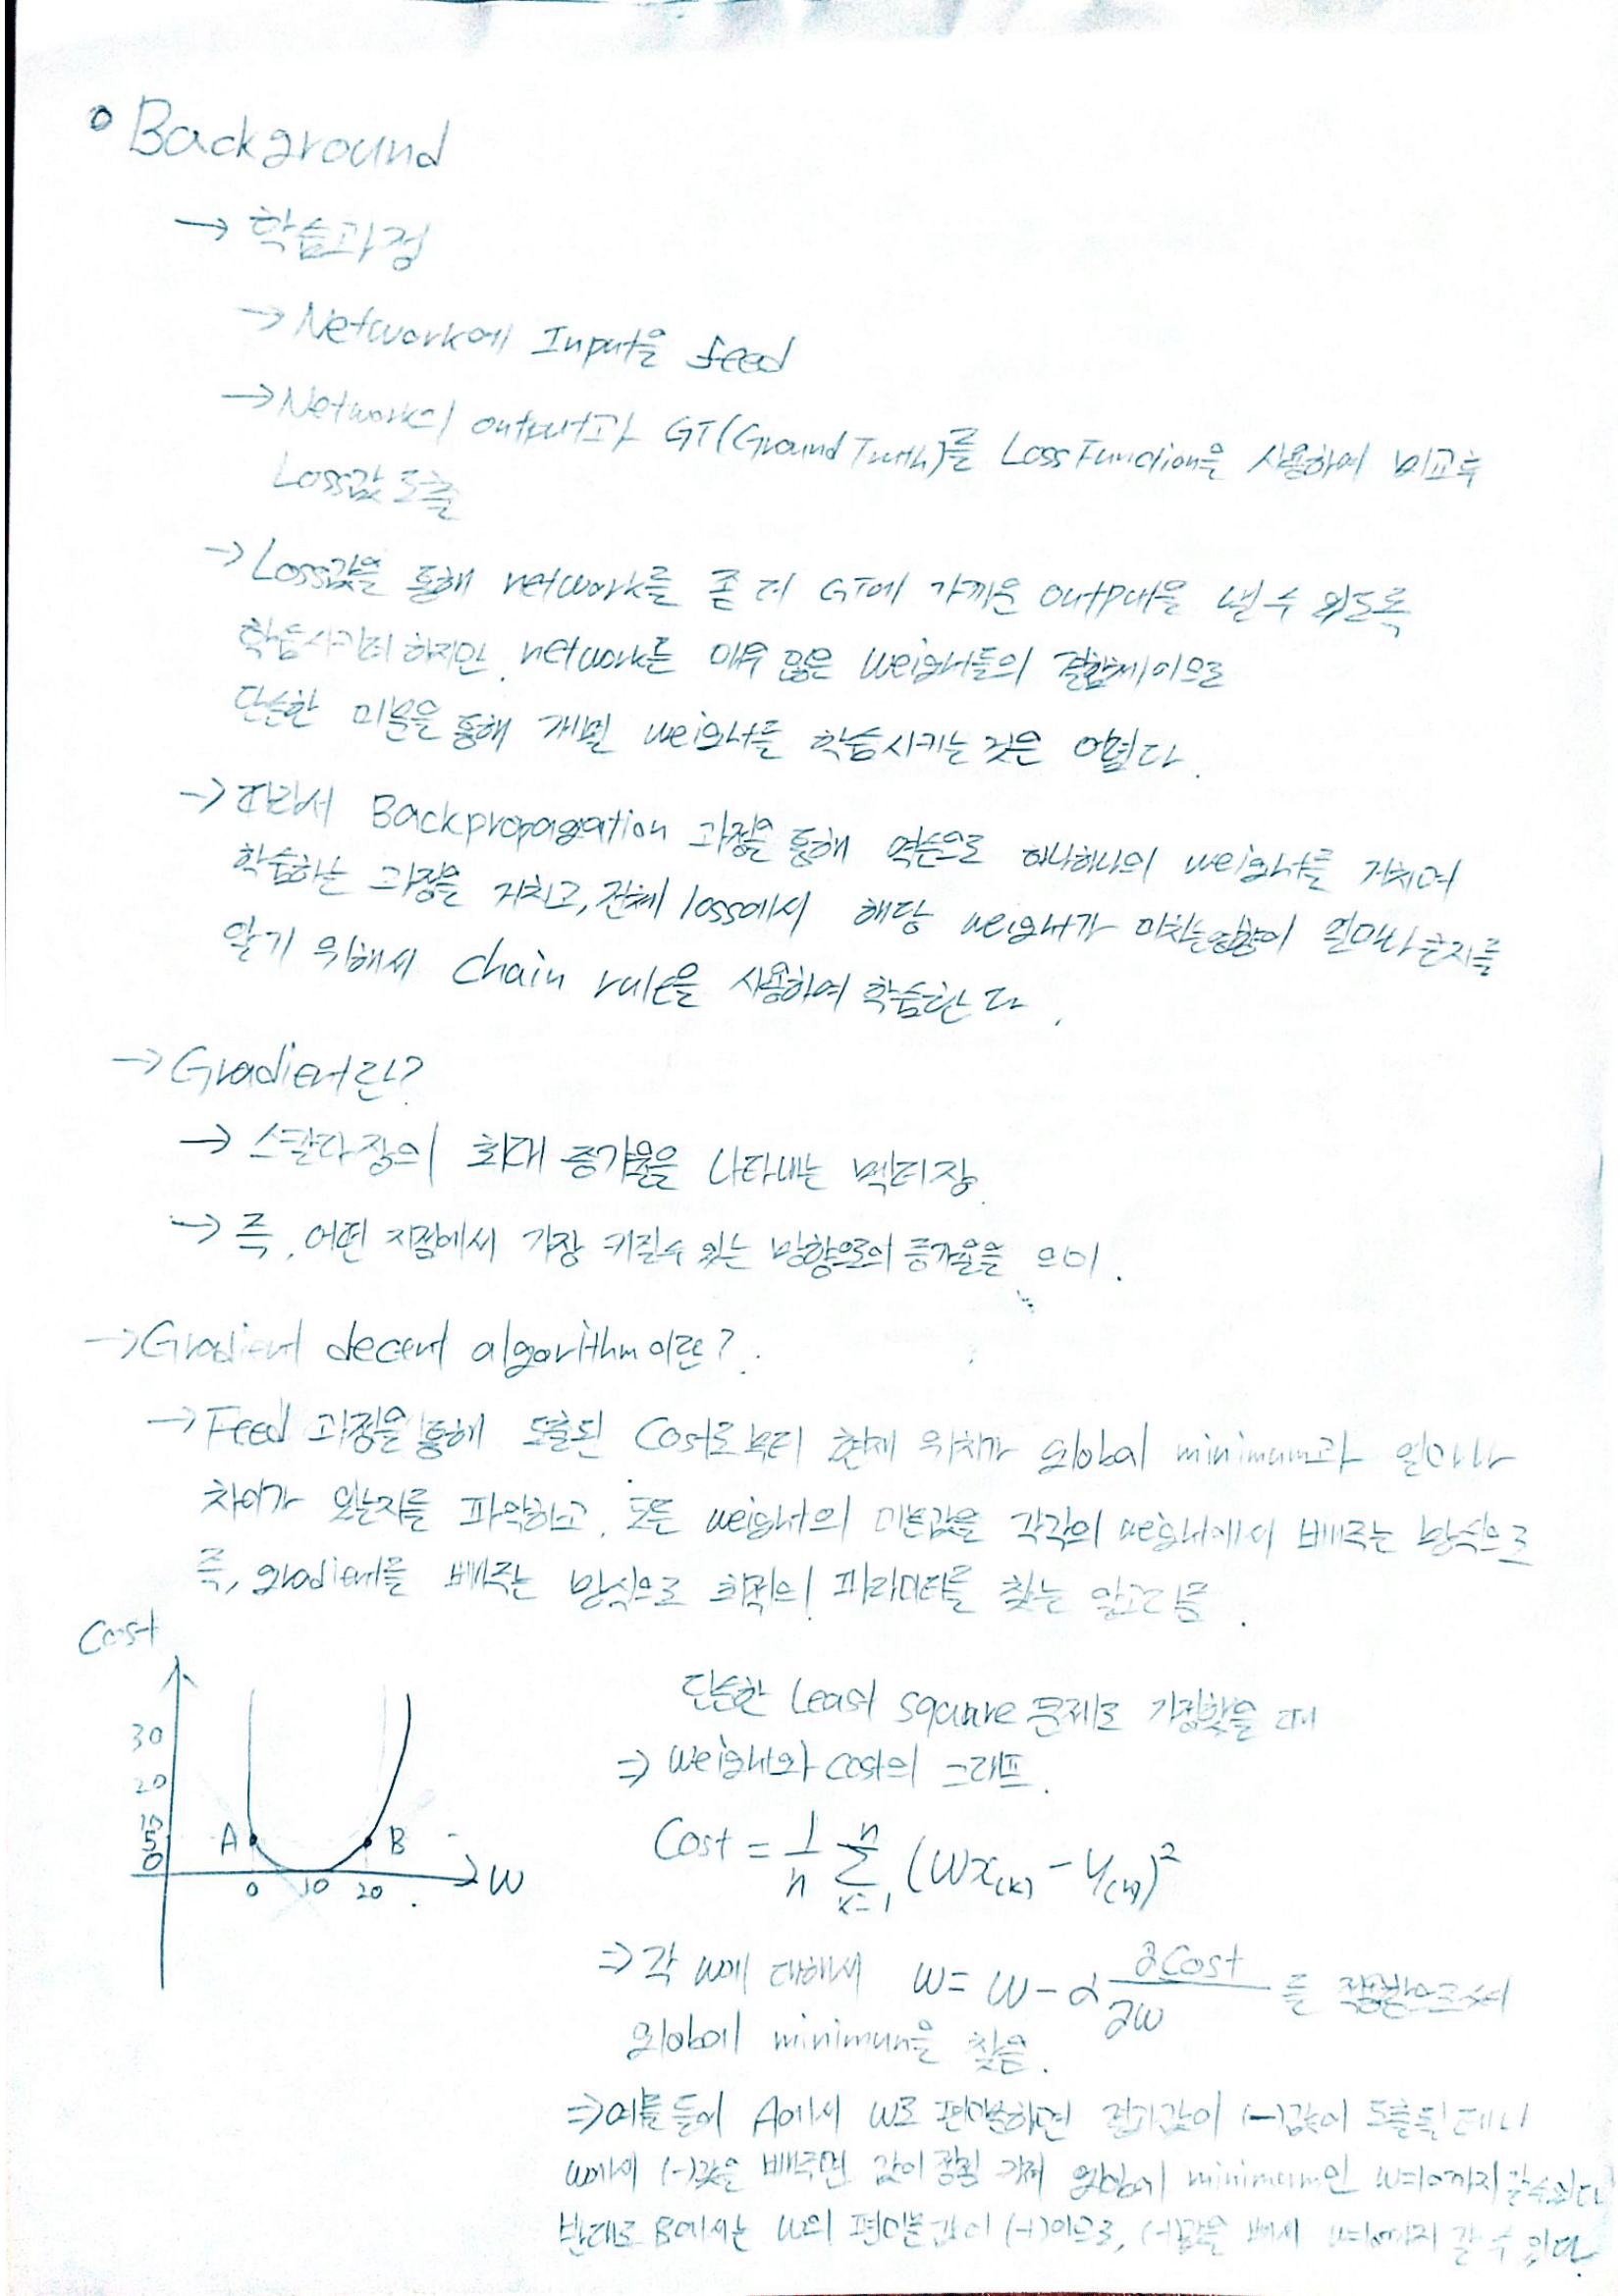 Background
→ 학습과정
→ Network에 Input을 feed
→ Network의 output과 GT(Ground Truth)를 Loss Function을 사용하여 비교후
Loss값 도출
→ Loss값을 통해 network를 좀 더 GT에 가까운 output을 낼 수 있도록
학습시키려 하지만, network는 매우 많은 weight들의 결합체이므로
단순한 미분을 통해 개별 weight를 학습시키는 것은 어렵다.
→ 따라서 Backpropagation 과정을 통해 역순으로 하나하나의 weight를 거치며
학습하는 과정을 거치고, 전체 loss에서 해당 weight가 미치는영향이 얼마나 큰지를
알기 위해서 chain rule을 사용하여 학습한다.
→ Gradient란?
→ 스칼라장의 최대 증가율을 나타내는 벡터장
→ 즉, 어떤 지점에서 가장 커질수 있는 방향으로의 증가율을 의미.
→ Gradient decent algorithm이란?
→ Feed 과정을 통해 도출된 Cost로부터 현재 위치가 global minimum과 얼마나
차이가 있는지를 파악하고, 모든 weight의 미분값을 각각의 weight에서 빼주는 방식으로
즉, gradient를 빼주는 방식으로 최적의 파라미터를 찾는 알고리즘.
Cost
30
20
10
5
0
A
B
0 10 20
W
단순한 Least square 문제로 가정했을 때
⇒ weight와 cost의 그래프.
Cost = 1/n Σ_{k=1}^{n} (Wx(k) - y(k))²
⇒ 각 w에 대해서 w = w - α ∂Cost/∂w 를 적용함으로써
global minimum을 찾음.
⇒ 예를 들어 A에서 W로 편미분하면 결과값이 (-)값이 도출될테니
w에서 (-)값을 빼주면 값이 점점 커져 minimum인 w=10까지 갈수있다
반대로 B에서는 w의 편미분값이 (+)이므로, (+)값을 빼서 w=10까지 갈 수 있다.